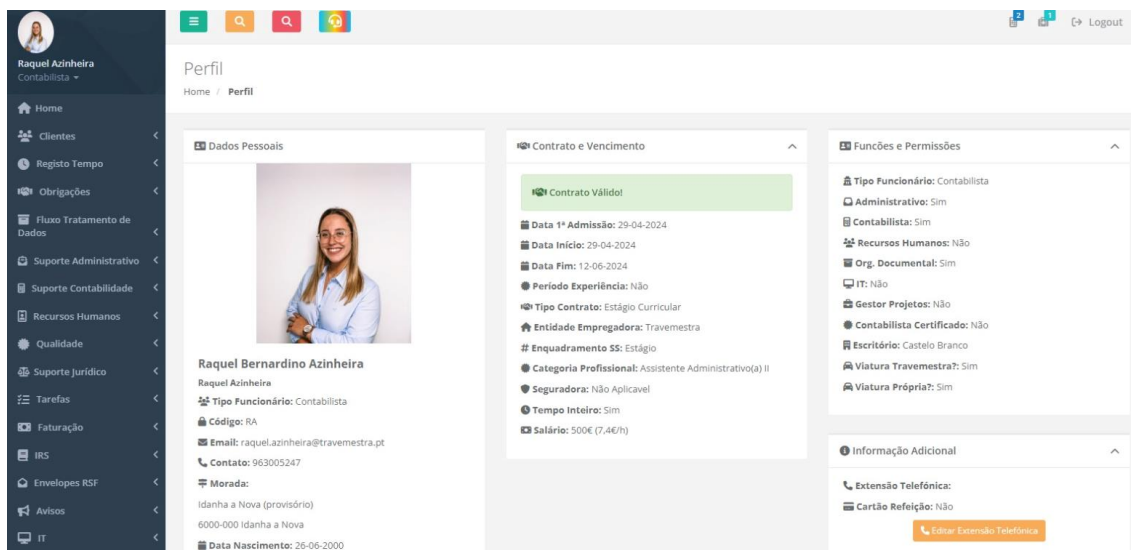 Raquel Azinheira
Contabilista
Home
Clientes
Registo Tempo
Obrigações
Fluxo Tratamento de
Dados
Suporte Administrativo
Suporte Contabilidade
Recursos Humanos
Qualidade
Suporte Jurídico
Tarefas
Faturação
IRS
Envelopes RSF
Avisos
IT
2
1
Logout
Perfil
Home / Perfil
Dados Pessoais
Raquel Bernardino Azinheira
Raquel Azinheira
Tipo Funcionário: Contabilista
Código: RA
Email: raquel.azinheira@travemestra.pt
Contato: 963005247
Morada:
Idanha a Nova (provisório)
6000-000 Idanha a Nova
Data Nascimento: 26-06-2000
Contrato e Vencimento
Contrato Válido!
Data 1ª Admissão: 29-04-2024
Data Início: 29-04-2024
Data Fim: 12-06-2024
Período Experiência: Não
Tipo Contrato: Estágio Curricular
Entidade Empregadora: Travemestra
# Enquadramento SS: Estágio
Categoria Profissional: Assistente Administrativo(a) II
Seguradora: Não Aplicavel
Tempo Inteiro: Sim
Salário: 500€ (7,4€/h)
Funcões e Permissões
Tipo Funcionário: Contabilista
Administrativo: Sim
Contabilista: Sim
Recursos Humanos: Não
Org. Documental: Sim
IT: Não
Gestor Projetos: Não
Contabilista Certificado: Não
Escritório: Castelo Branco
Viatura Travemestra?: Sim
Viatura Própria?: Sim
Informação Adicional
Extensão Telefónica:
Cartão Refeição: Não
Editar Extensão Telefónica